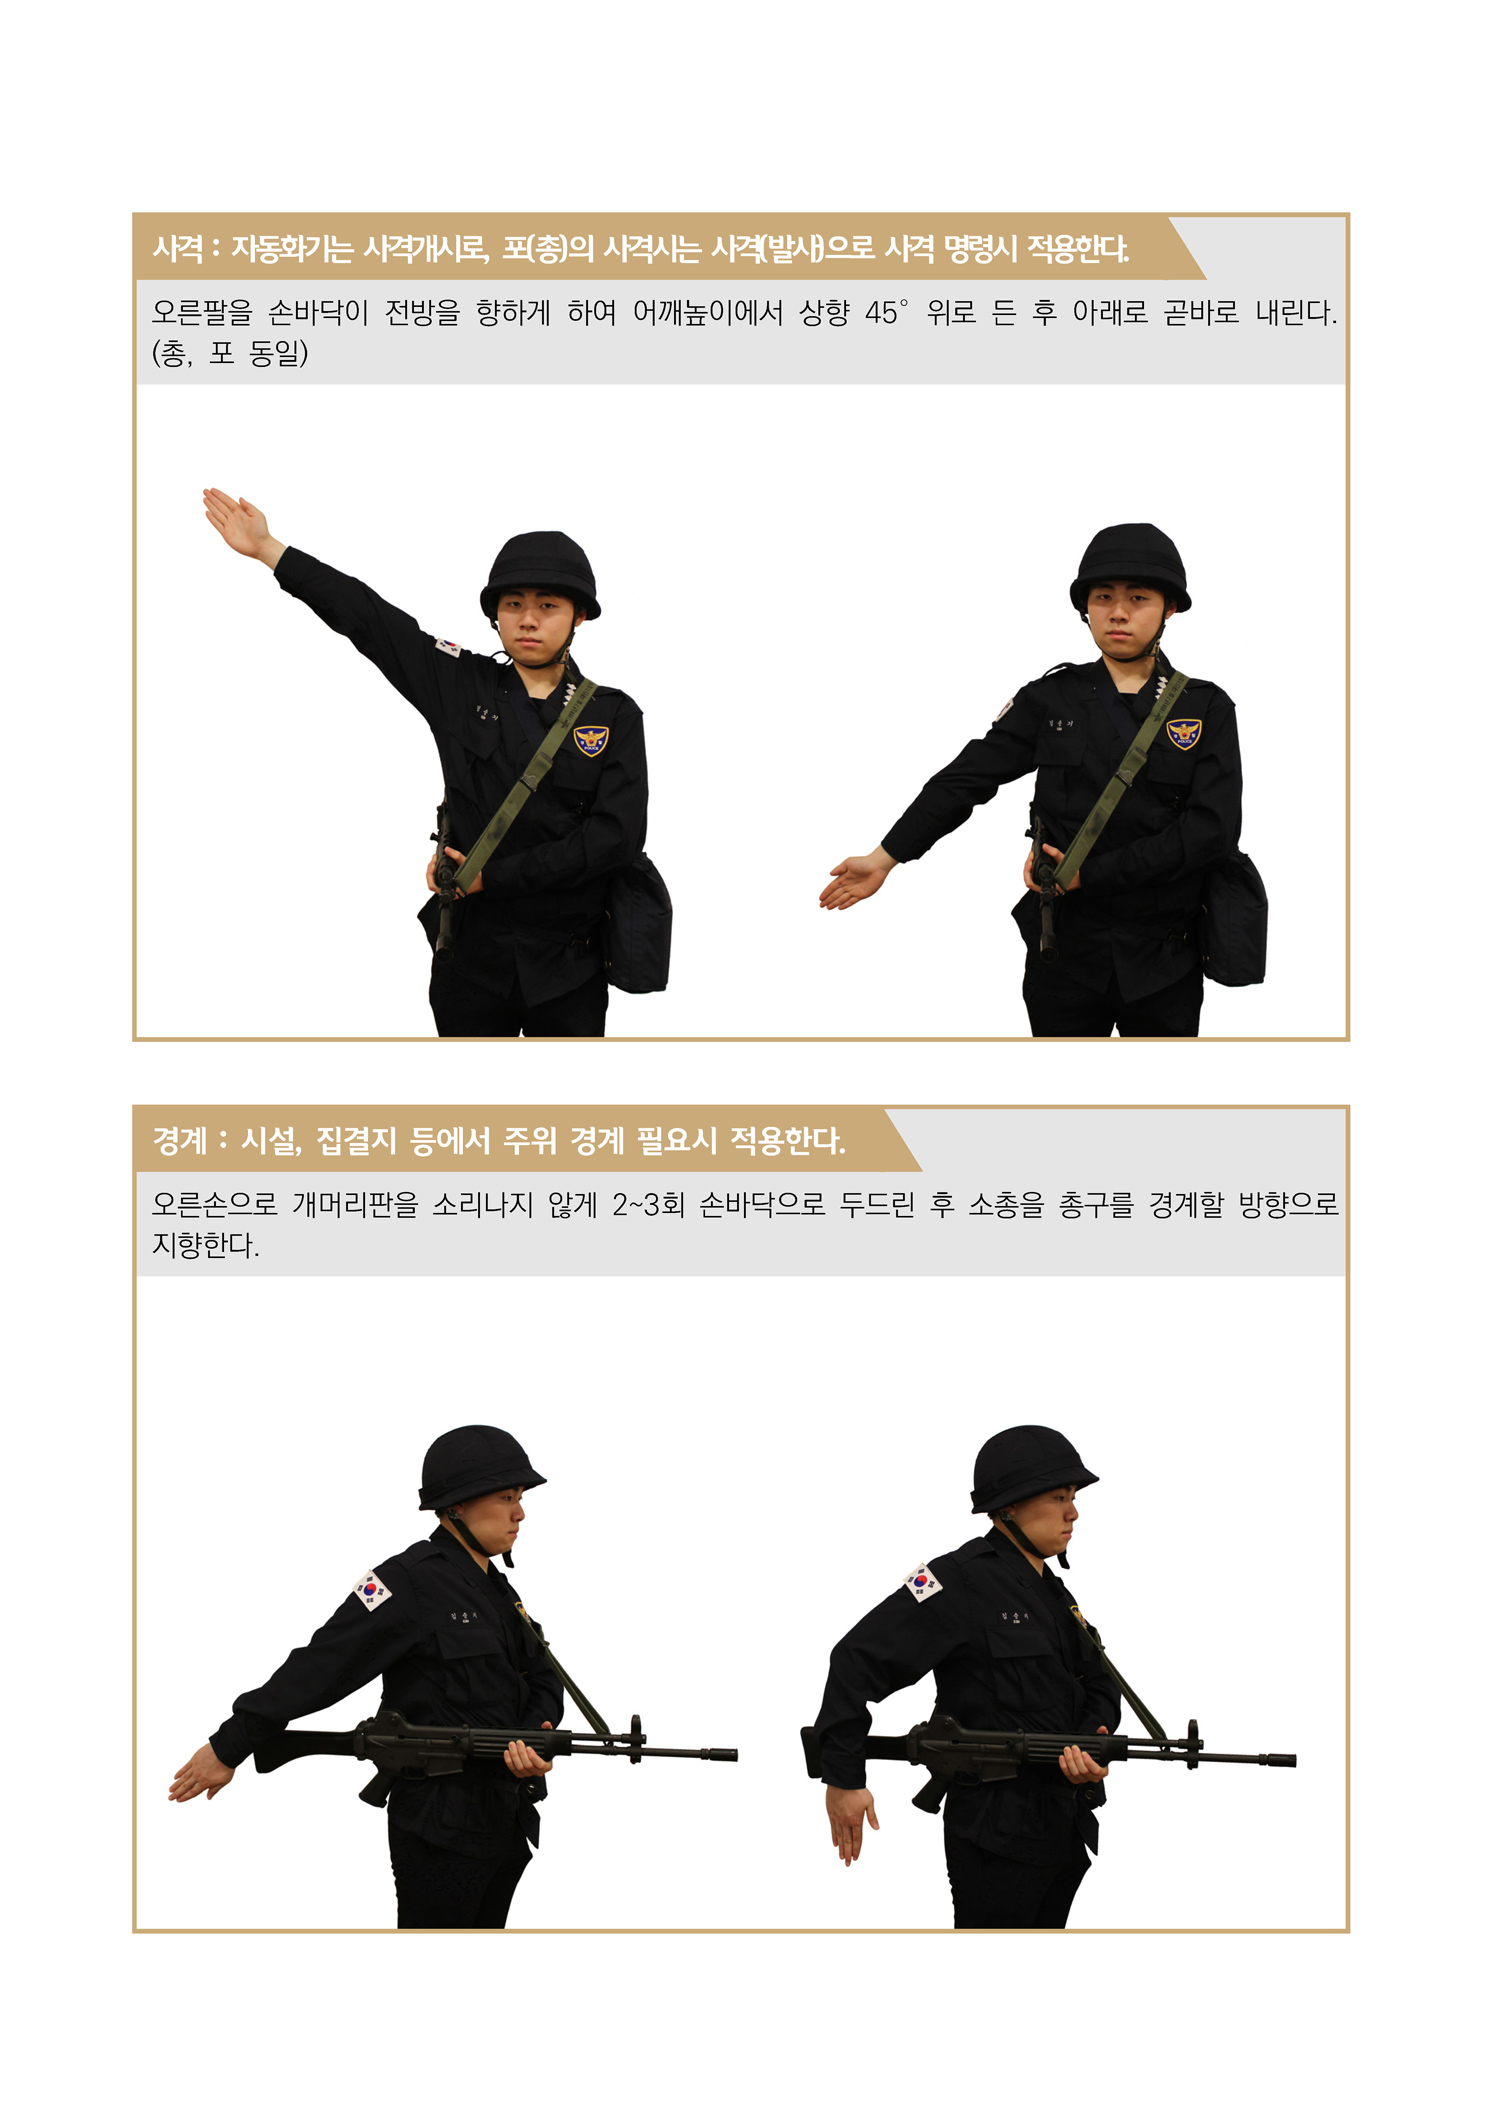 사격 : 자동화기는 사격개시로, 포(총)의 사격시는 사격(발사)으로 사격 명령시 적용한다.
오른팔을 손바닥이 전방을 향하게 하여 어깨높이에서 상향 45° 위로 든 후 아래로 곧바로 내린다.
(총, 포 동일)
POLICE
POLICE
경계 : 시설, 집결지 등에서 주위 경계 필요시 적용한다.
오른손으로 개머리판을 소리나지 않게 2~3회 손바닥으로 두드린 후 소총을 총구를 경계할 방향으로
지향한다.